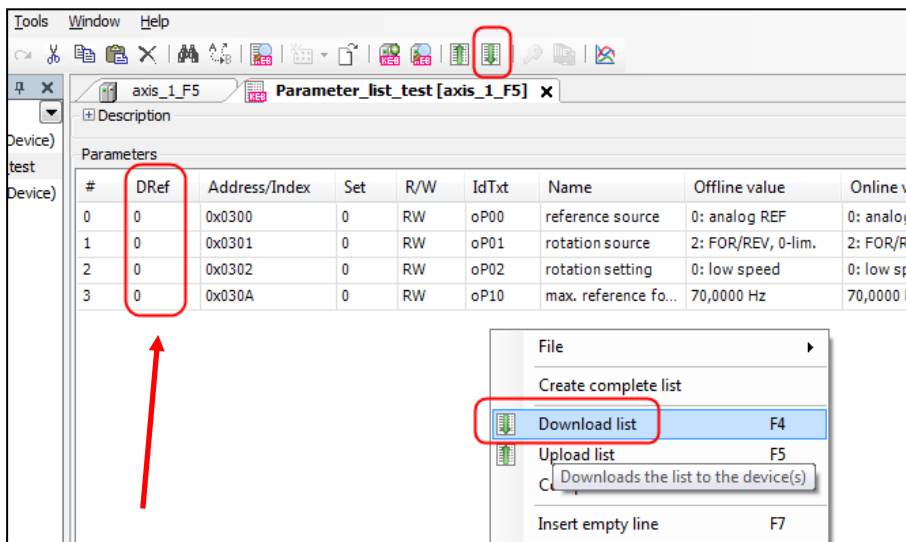 Tools Window Help
axis_1_F5 Parameter_list_test [axis_1_F5]
Description
Device)
Parameters
test
Device)
# DRef Address/Index Set R/W IdTxt Name Offline value Online v
0 0 0x0300 0 RW oP00 reference source 0: analog REF 0: analog
1 0 0x0301 0 RW oP01 rotation source 2: FOR/REV, 0-lim. 2: FOR/R
2 0 0x0302 0 RW oP02 rotation setting 0: low speed 0: low sp
3 0 0x030A 0 RW oP10 max. reference fo... 70,0000 Hz 70,0000
File
Create complete list
Download list F4
Upload list F5
Downloads the list to the device(s)
Insert empty line F7